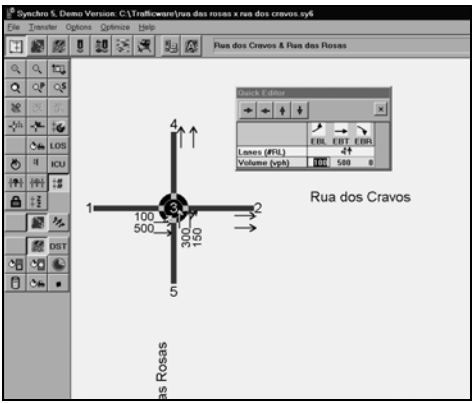 Synchro 5, Demo Version: C:\Trafficware\rua das rosas x rua dos cravos.sy6
File Transfer Options Optimize Help
Rua dos Cravos & Rua das Rosas
Quick Editor
EBL EBT EBR
Lanes (#RL)
Volume (vph) 100 500 0
LOS
ICU
DST
4
1 3 2
100
500
300
150
5
Rua dos Cravos
as Rosas